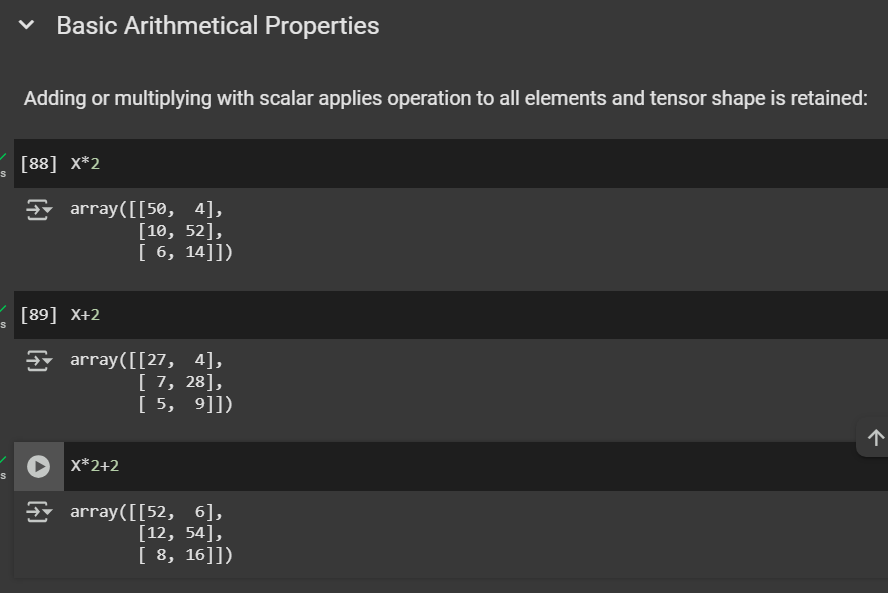 Basic Arithmetical Properties
Adding or multiplying with scalar applies operation to all elements and tensor shape is retained:
[88] X*2
s
array([[50,  4],
       [10, 52],
       [ 6, 14]])
[89] X+2
s
array([[27,  4],
       [ 7, 28],
       [ 5,  9]])
X*2+2
s
array([[52,  6],
       [12, 54],
       [ 8, 16]])